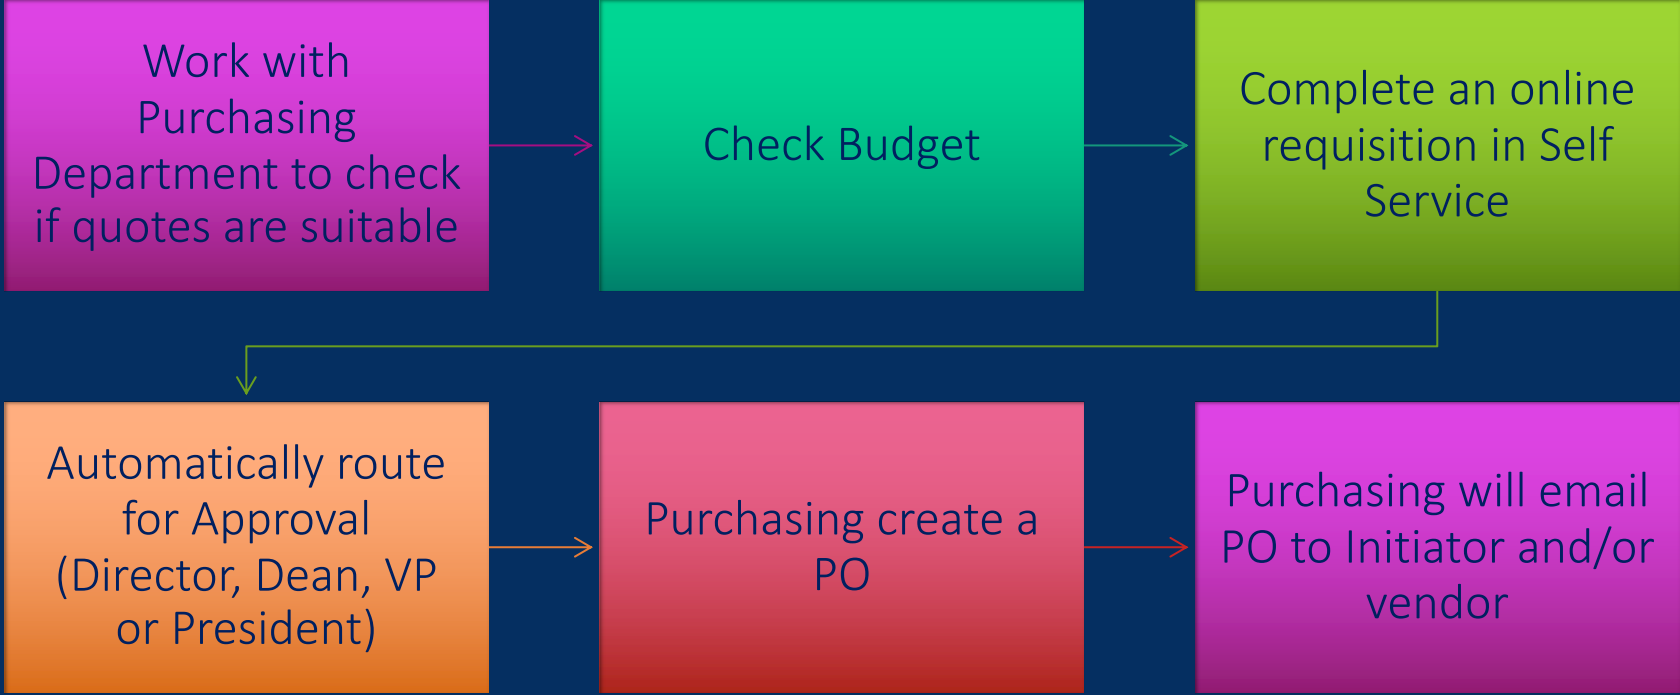 Work with
Purchasing
Department to check
if quotes are suitable
Check Budget
Complete an online
requisition in Self
Service
Automatically route
for Approval
(Director, Dean, VP
or President)
Purchasing create a
PO
Purchasing will email
PO to Initiator and/or
vendor